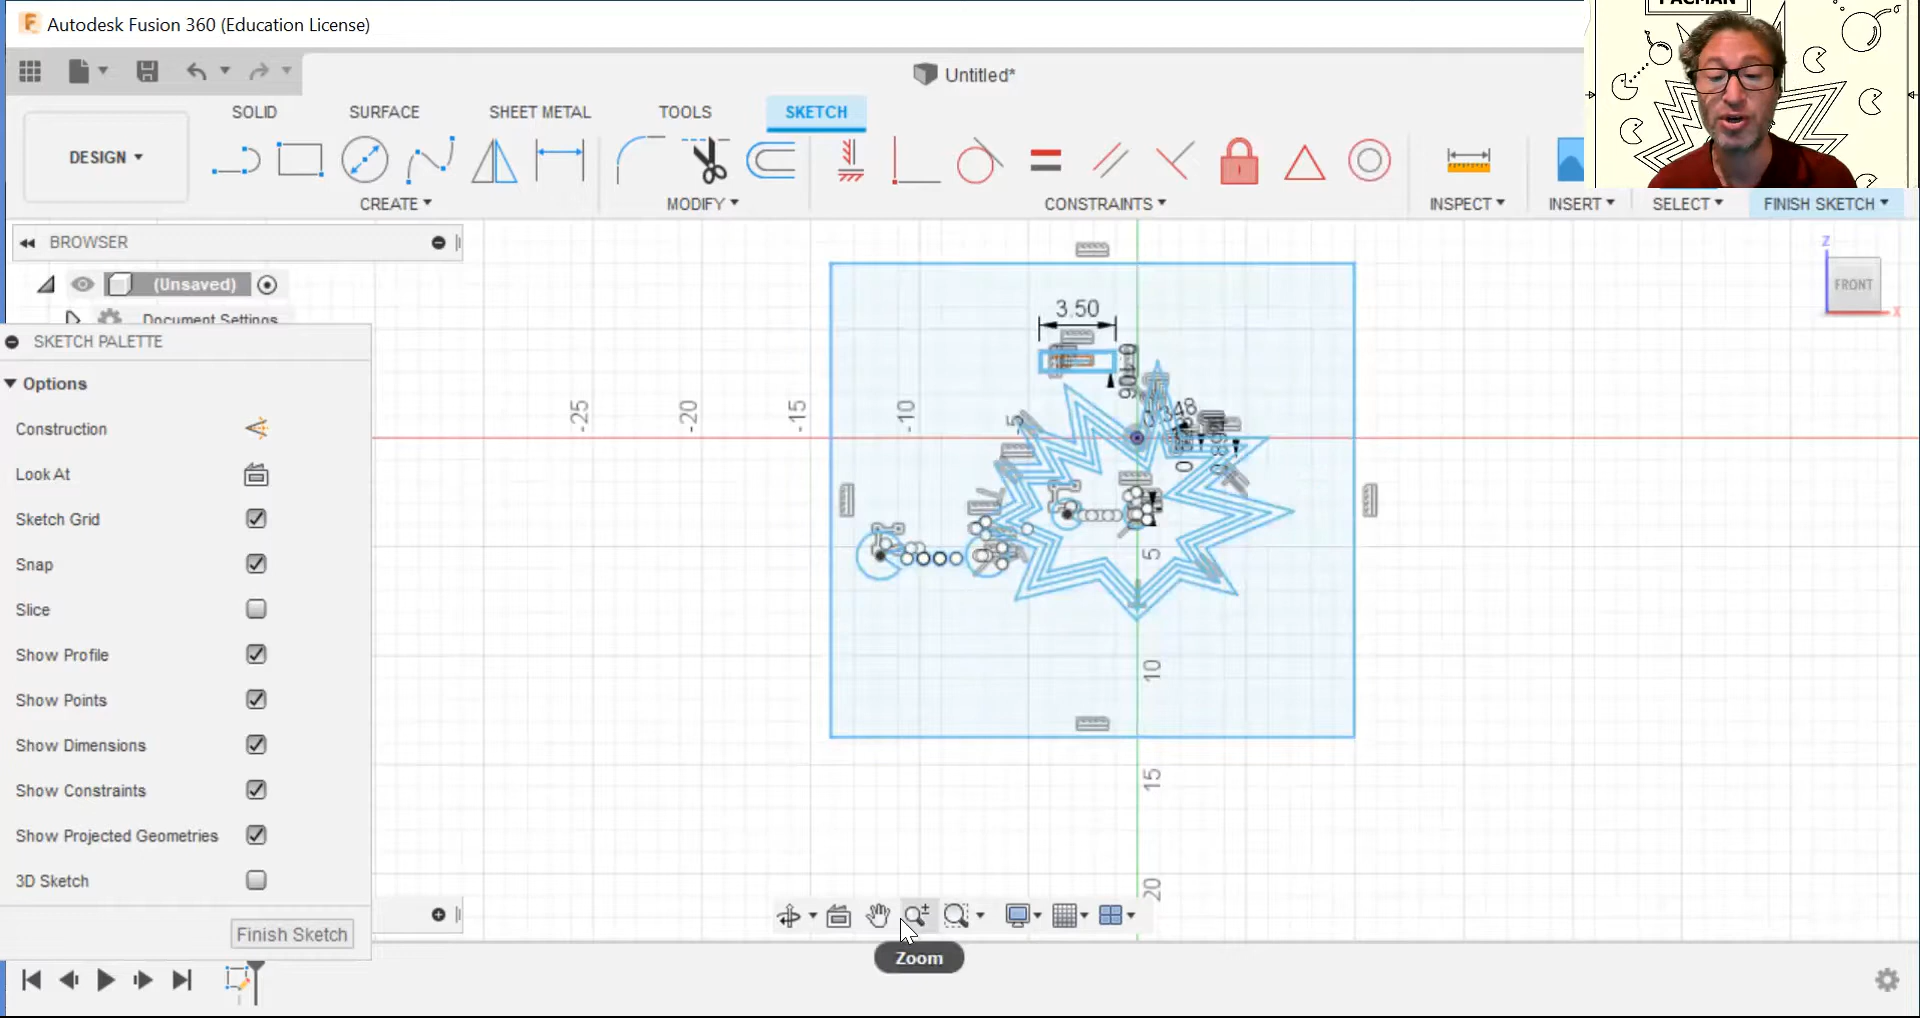 Autodesk Fusion 360 (Education License)
PACMAN
Untitled*
SOLID
SURFACE
SHEET METAL
TOOLS
SKETCH
DESIGN
CREATE
MODIFY
CONSTRAINTS
INSPECT
INSERT
SELECT
FINISH SKETCH
BROWSER
(Unsaved)
Document Settings
SKETCH PALETTE
Options
Construction
Look At
Sketch Grid
Snap
Slice
Show Profile
Show Points
Show Dimensions
Show Constraints
Show Projected Geometries
3D Sketch
Finish Sketch
Z
FRONT
X
3.50
-25
-20
-15
-10
5
10
15
20
Zoom